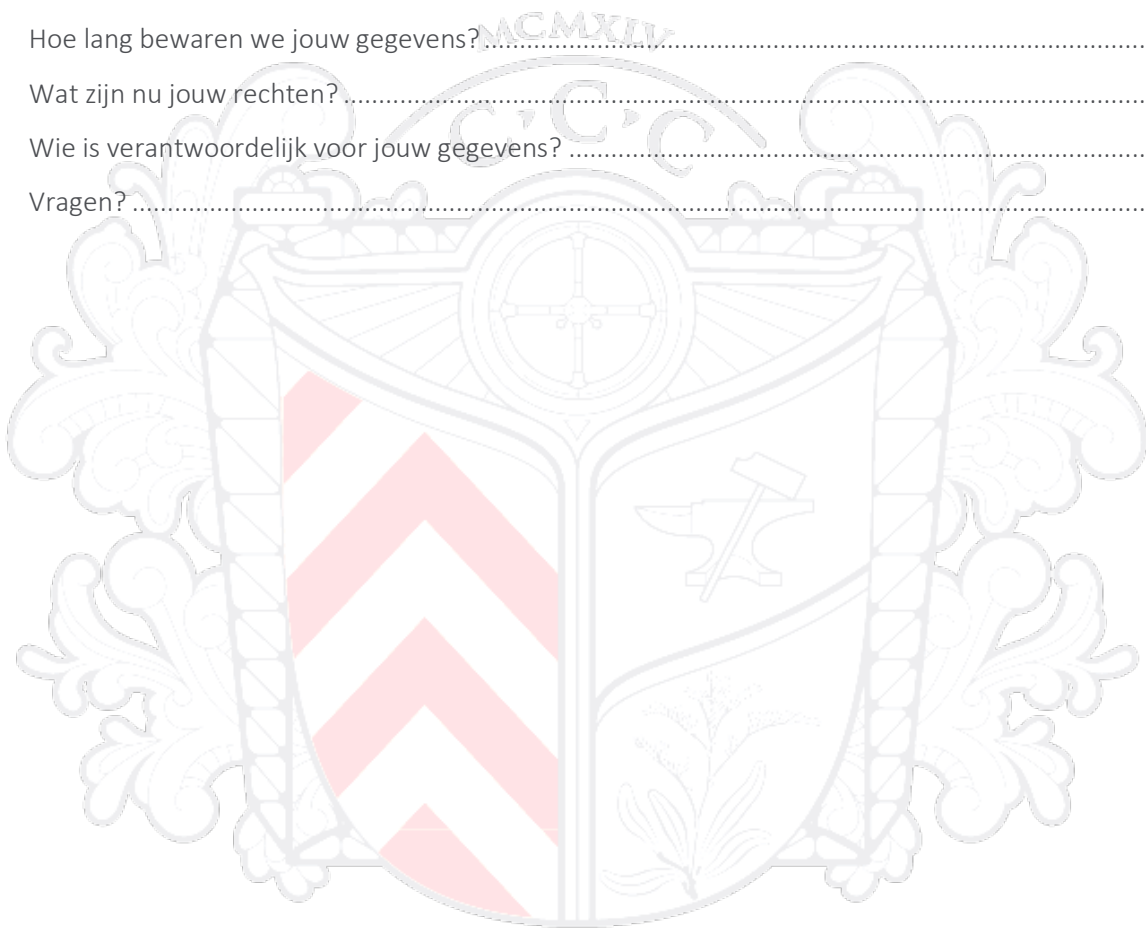 Hoe lang bewaren we jouw gegevens?
MCMXLV
Wat zijn nu jouw rechten?
C, C, C
Wie is verantwoordelijk voor jouw gegevens?
Vragen?